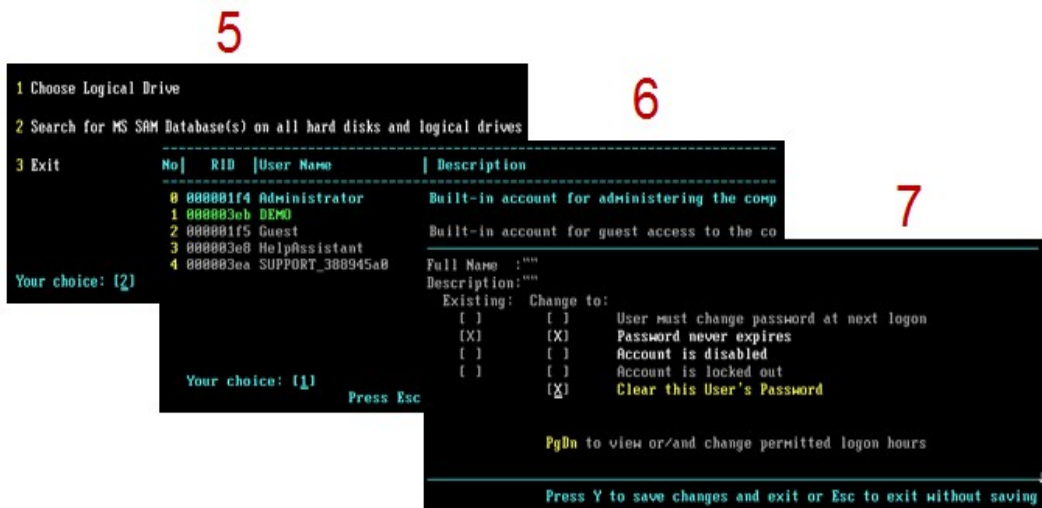 5
1 Choose Logical Drive
2 Search for MS SAM Database(s) on all hard disks and logical drives
3 Exit
Your choice: [2]
6
No| RID |User Name | Description
0 000001f4 Administrator Built-in account for administering the comp
1 000003eb DEMO
2 000001f5 Guest Built-in account for guest access to the co
3 000003e8 HelpAssistant
4 000003ea SUPPORT_388945a0
Your choice: [1]
Press Esc
7
Full Name :""
Description:""
Existing: Change to:
[ ] [ ] User must change password at next logon
[X] [X] Password never expires
[ ] [ ] Account is disabled
[ ] [ ] Account is locked out
[X] Clear this User's Password
PgDn to view or/and change permitted logon hours
Press Y to save changes and exit or Esc to exit without saving